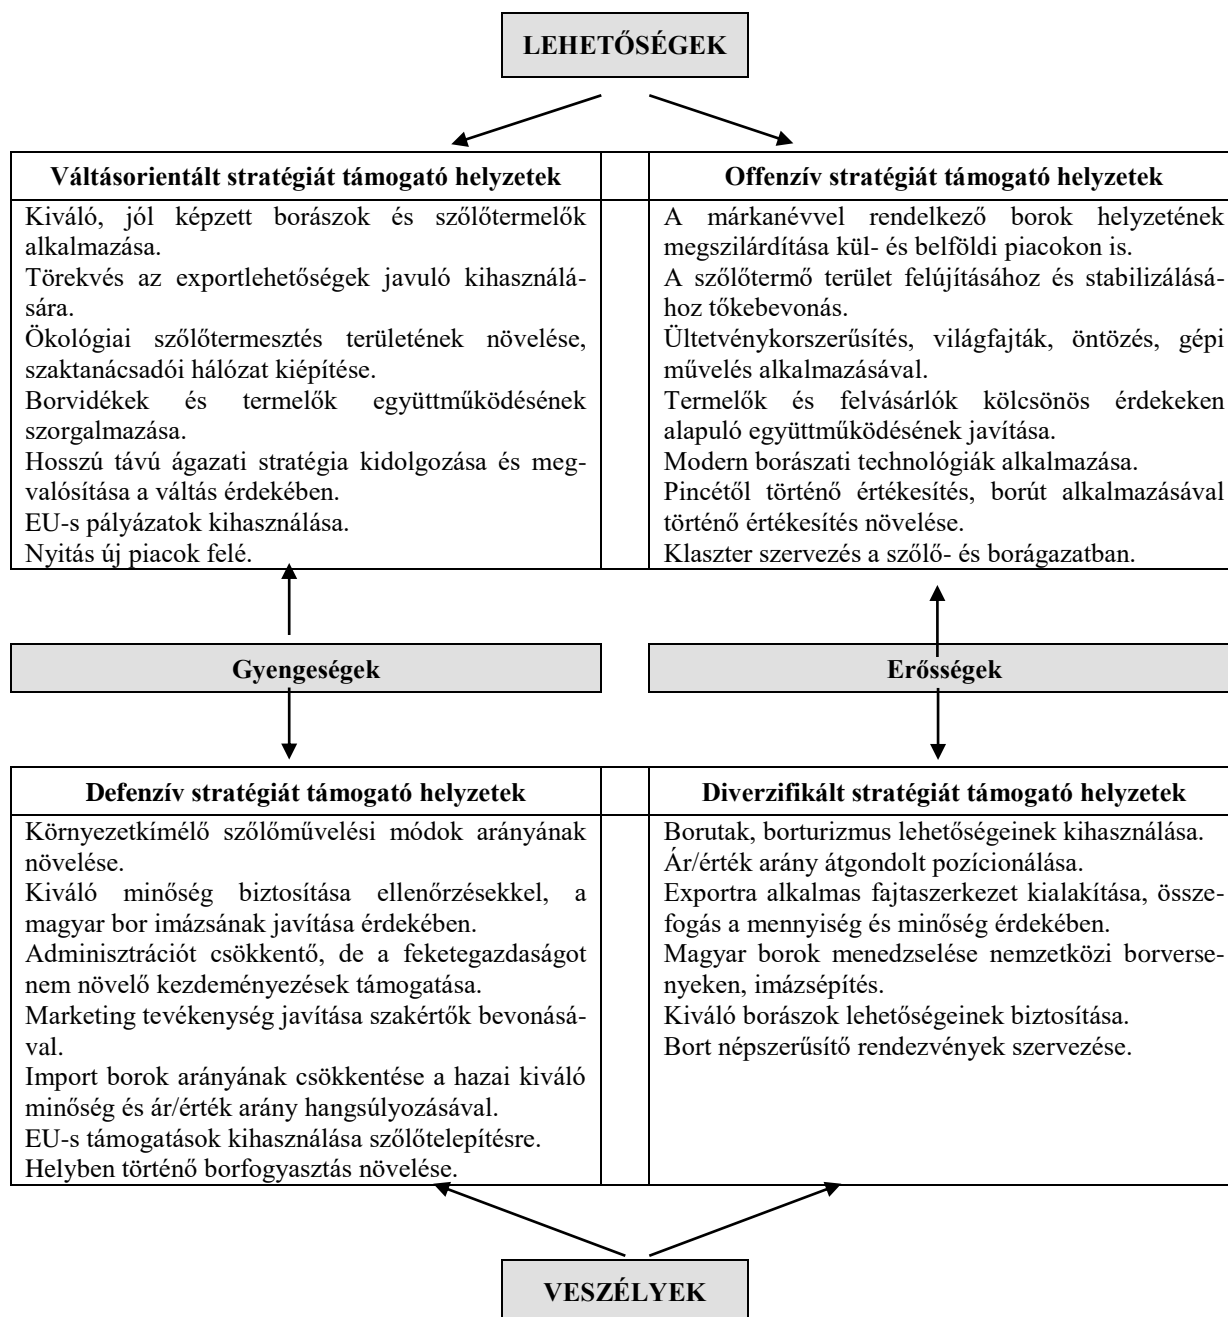 LEHETŐSÉGEK
Váltásorientált stratégiát támogató helyzetek
Kiváló, jól képzett borászok és szőlőtermelők
alkalmazása.
Törekvés az exportlehetőségek javuló kihasználá-
sára.
Ökológiai szőlőtermesztés területének növelése,
szaktanácsadói hálózat kiépítése.
Borvidékek és termelők együttműködésének
szorgalmazása.
Hosszú távú ágazati stratégia kidolgozása és meg-
valósítása a váltás érdekében.
EU-s pályázatok kihasználása.
Nyitás új piacok felé.
Offenzív stratégiát támogató helyzetek
A márkanévvel rendelkező borok helyzetének
megszilárdítása kül- és belföldi piacokon is.
A szőlőtermő terület felújításához és stabilizálásá-
hoz tőkebevonás.
Ültetvénykorszerűsítés, világfajták, öntözés, gépi
művelés alkalmazásával.
Termelők és felvásárlók kölcsönös érdekeken
alapuló együttműködésének javítása.
Modern borászati technológiák alkalmazása.
Pincétől történő értékesítés, borút alkalmazásával
történő értékesítés növelése.
Klaszter szervezés a szőlő- és borágazatban.
Gyengeségek
Erősségek
Defenzív stratégiát támogató helyzetek
Környezetkímélő szőlőművelési módok arányának
növelése.
Kiváló minőség biztosítása ellenőrzésekkel, a
magyar bor imázsának javítása érdekében.
Adminisztrációt csökkentő, de a feketegazdaságot
nem növelő kezdeményezések támogatása.
Marketing tevékenység javítása szakértők bevonásá-
val.
Import borok arányának csökkentése a hazai kiváló
minőség és ár/érték arány hangsúlyozásával.
EU-s támogatások kihasználása szőlőtelepítésre.
Helyben történő borfogyasztás növelése.
Diverzifikált stratégiát támogató helyzetek
Borutak, borturizmus lehetőségeinek kihasználása.
Ár/érték arány átgondolt pozícionálása.
Exportra alkalmas fajtaszerkezet kialakítása, össze-
fogás a mennyiség és minőség érdekében.
Magyar borok menedzselése nemzetközi borverse-
nyeken, imázsépítés.
Kiváló borászok lehetőségeinek biztosítása.
Bort népszerűsítő rendezvények szervezése.
VESZÉLYEK